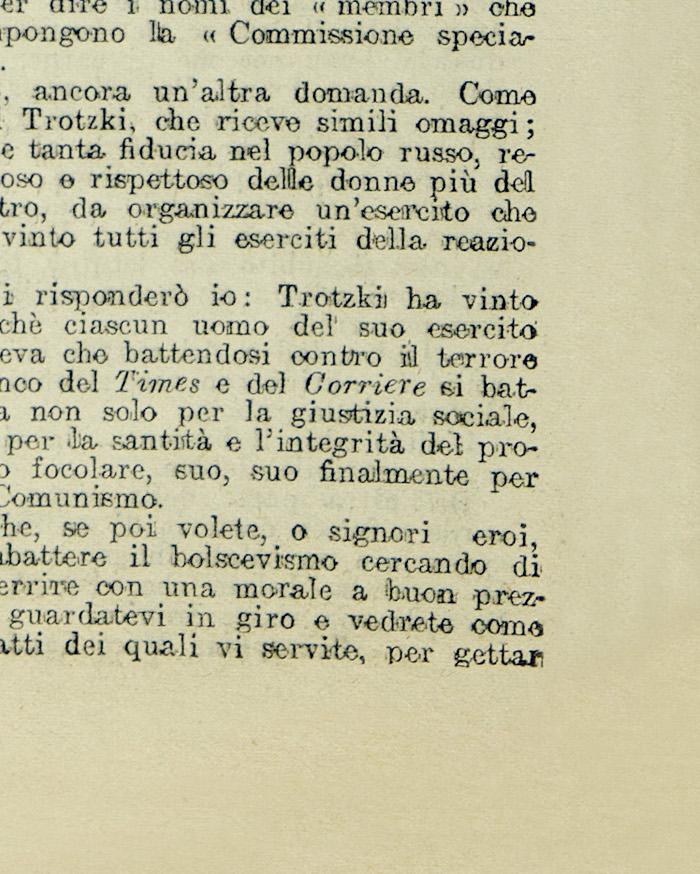 er dire i nomi dei « membri » che
pongono la « Commissione specia-
.
, ancora un'altra domanda. Come
Trotzki, che riceve simili omaggi;
e tanta fiducia nel popolo russo, re-
oso e rispettoso delle donne più del
tro, da organizzare un'esercito che
vinto tutti gli eserciti della reazio-
i risponderò io: Trotzki ha vinto
chè ciascun uomo del suo esercito
eva che battendosi contro il terrore
nco del Times e del Corriere si bat-
a non solo per la giustizia sociale,
per la santità e l'integrità del pro-
o focolare, suo, suo finalmente per
Comunismo.
he, se poi volete, o signori eroi,
battere il bolscevismo cercando di
errire con una morale a buon prez-
guardatevi in giro e vedrete come
atti dei quali vi servite, per gettar